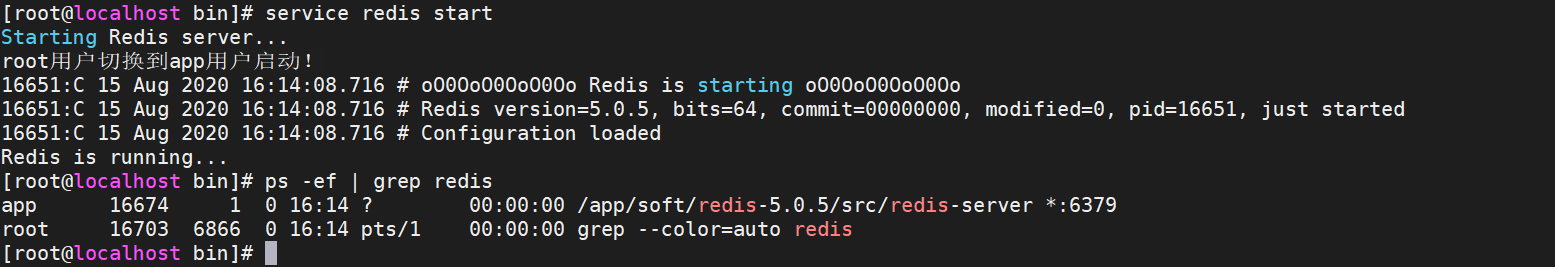 [root@localhost bin]# service redis start
Starting Redis server...
root用户切换到app用户启动!
16651:C 15 Aug 2020 16:14:08.716 # oO0OoO0OoO0Oo Redis is starting oO0OoO0OoO0Oo
16651:C 15 Aug 2020 16:14:08.716 # Redis version=5.0.5, bits=64, commit=00000000, modified=0, pid=16651, just started
16651:C 15 Aug 2020 16:14:08.716 # Configuration loaded
Redis is running...
[root@localhost bin]# ps -ef | grep redis
app      16674     1  0 16:14 ?        00:00:00 /app/soft/redis-5.0.5/src/redis-server *:6379
root     16703  6866  0 16:14 pts/1    00:00:00 grep --color=auto redis
[root@localhost bin]#